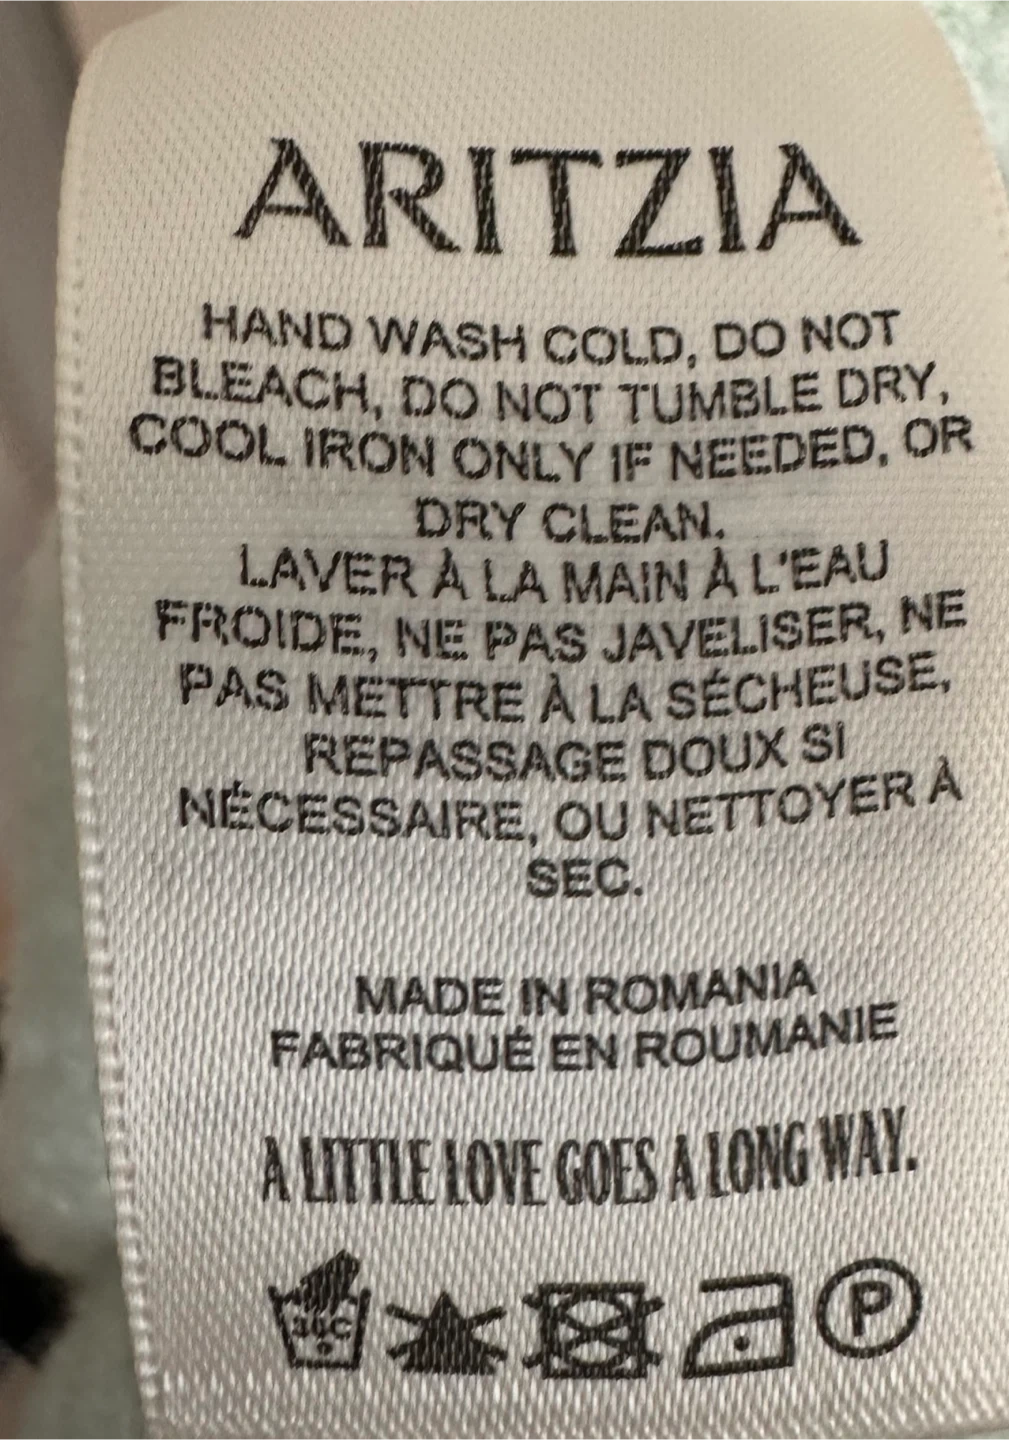 ARITZIA
HAND WASH COLD, DO NOT
BLEACH, DO NOT TUMBLE DRY,
COOL IRON ONLY IF NEEDED, OR
DRY CLEAN.
LAVER À LA MAIN À L'EAU
FROIDE, NE PAS JAVELISER, NE
PAS METTRE À LA SÉCHEUSE,
REPASSAGE DOUX SI
NÉCESSAIRE, OU NETTOYER À
SEC.
MADE IN ROMANIA
FABRIQUÉ EN ROUMANIE
A LITTLE LOVE GOES A LONG WAY.
30C P